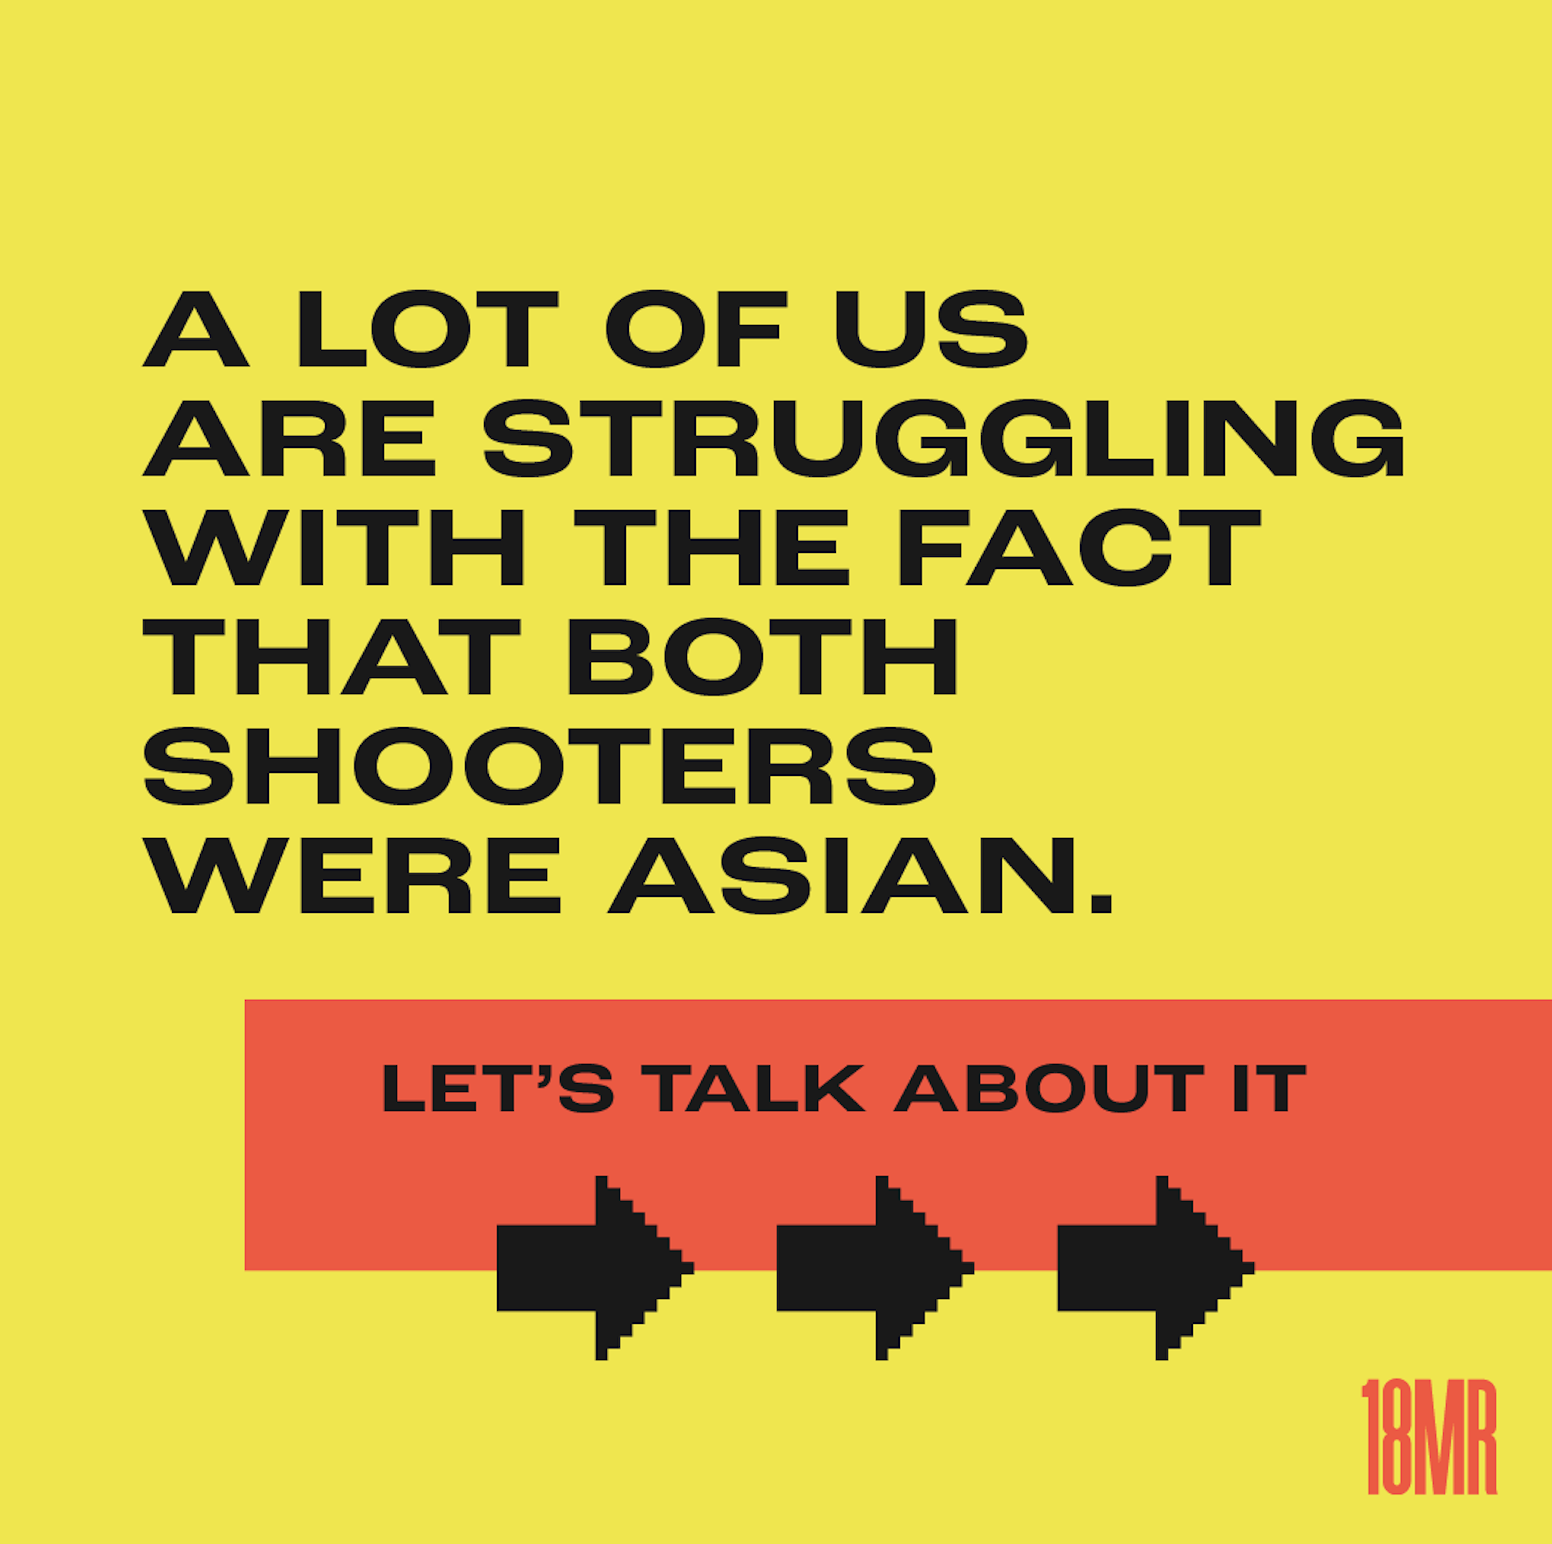 A LOT OF US
ARE STRUGGLING
WITH THE FACT
THAT BOTH
SHOOTERS
WERE ASIAN.
LET’S TALK ABOUT IT
18MR